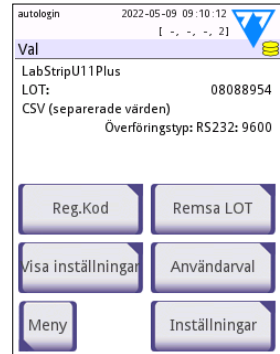 autologin 2022-05-09 09:10:12
[ -, -, -, 2]
Val
LabStripU11Plus
LOT: 08088954
CSV (separerade värden)
Överföringstyp: RS232: 9600
Reg.Kod Remsa LOT
Visa inställningar Användarval
Meny Inställningar